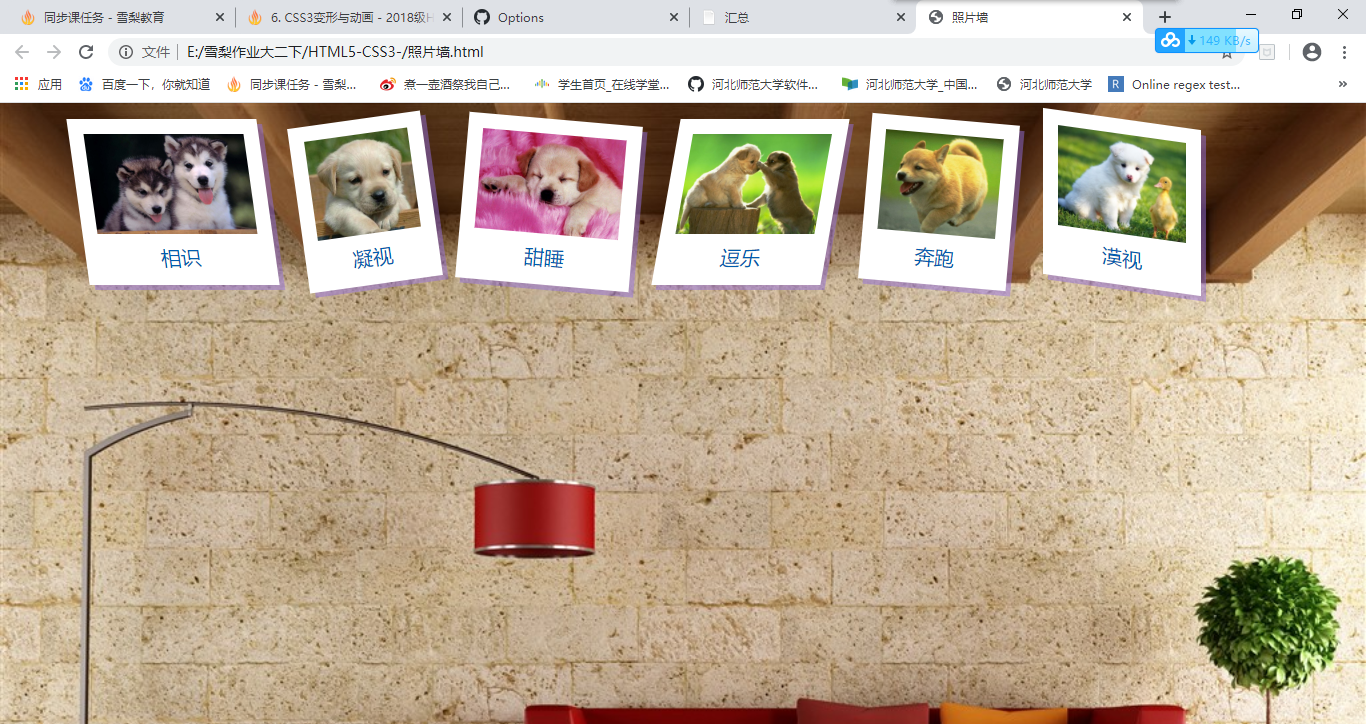 同步课任务 - 雪梨教育
6. CSS3变形与动画 - 2018级H
Options
汇总
照片墙
149 KB/s
文件 E:/雪梨作业大二下/HTML5-CSS3-/照片墙.html
应用 百度一下，你就知道 同步课任务 - 雪梨... 煮一壶酒祭我自己... 学生首页_在线学堂... 河北师范大学软件... 河北师范大学_中国... 河北师范大学 R Online regex test... »
相识 凝视 甜睡 逗乐 奔跑 漠视